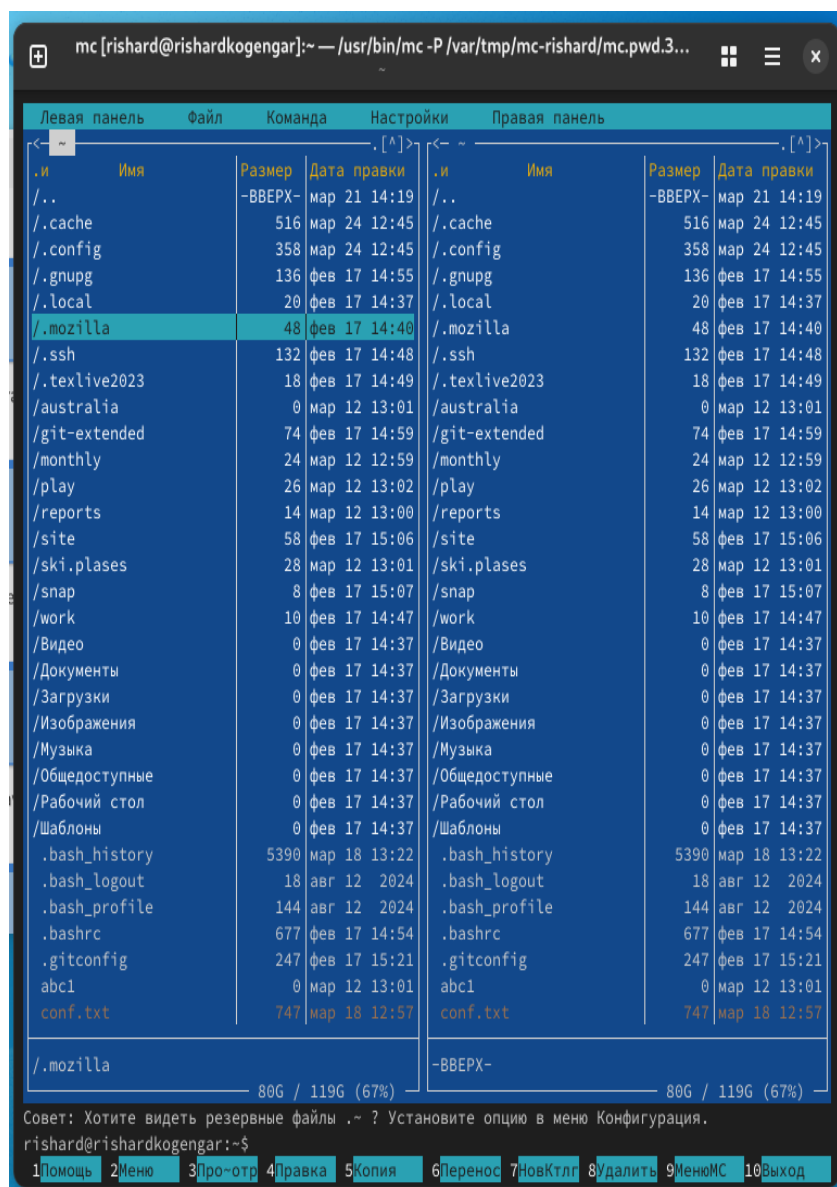 mc [rishard@rishardkogengar]:~ — /usr/bin/mc -P /var/tmp/mc-rishard/mc.pwd.3...
~
Левая панель Файл Команда Настройки Правая панель
<— ~ .[^]> <— ~ .[^]>
.и Имя Размер Дата правки .и Имя Размер Дата правки
/.. -ВВЕРХ- мар 21 14:19 /.. -ВВЕРХ- мар 21 14:19
/.cache 516 мар 24 12:45 /.cache 516 мар 24 12:45
/.config 358 мар 24 12:45 /.config 358 мар 24 12:45
/.gnupg 136 фев 17 14:55 /.gnupg 136 фев 17 14:55
/.local 20 фев 17 14:37 /.local 20 фев 17 14:37
/.mozilla 48 фев 17 14:40 /.mozilla 48 фев 17 14:40
/.ssh 132 фев 17 14:48 /.ssh 132 фев 17 14:48
/.texlive2023 18 фев 17 14:49 /.texlive2023 18 фев 17 14:49
/australia 0 мар 12 13:01 /australia 0 мар 12 13:01
/git-extended 74 фев 17 14:59 /git-extended 74 фев 17 14:59
/monthly 24 мар 12 12:59 /monthly 24 мар 12 12:59
/play 26 мар 12 13:02 /play 26 мар 12 13:02
/reports 14 мар 12 13:00 /reports 14 мар 12 13:00
/site 58 фев 17 15:06 /site 58 фев 17 15:06
/ski.plases 28 мар 12 13:01 /ski.plases 28 мар 12 13:01
/snap 8 фев 17 15:07 /snap 8 фев 17 15:07
/work 10 фев 17 14:47 /work 10 фев 17 14:47
/Видео 0 фев 17 14:37 /Видео 0 фев 17 14:37
/Документы 0 фев 17 14:37 /Документы 0 фев 17 14:37
/Загрузки 0 фев 17 14:37 /Загрузки 0 фев 17 14:37
/Изображения 0 фев 17 14:37 /Изображения 0 фев 17 14:37
/Музыка 0 фев 17 14:37 /Музыка 0 фев 17 14:37
/Общедоступные 0 фев 17 14:37 /Общедоступные 0 фев 17 14:37
/Рабочий стол 0 фев 17 14:37 /Рабочий стол 0 фев 17 14:37
/Шаблоны 0 фев 17 14:37 /Шаблоны 0 фев 17 14:37
.bash_history 5390 мар 18 13:22 .bash_history 5390 мар 18 13:22
.bash_logout 18 авг 12 2024 .bash_logout 18 авг 12 2024
.bash_profile 144 авг 12 2024 .bash_profile 144 авг 12 2024
.bashrc 677 фев 17 14:54 .bashrc 677 фев 17 14:54
.gitconfig 247 фев 17 15:21 .gitconfig 247 фев 17 15:21
abc1 0 мар 12 13:01 abc1 0 мар 12 13:01
conf.txt 747 мар 18 12:57 conf.txt 747 мар 18 12:57
/.mozilla -ВВЕРХ-
80G / 119G (67%) 80G / 119G (67%)
Совет: Хотите видеть резервные файлы .~ ? Установите опцию в меню Конфигурация.
rishard@rishardkogengar:~$
1Помощь 2Меню 3Про~отр 4Правка 5Копия 6Перенос 7НовКтлг 8Удалить 9МенюMC 10Выход